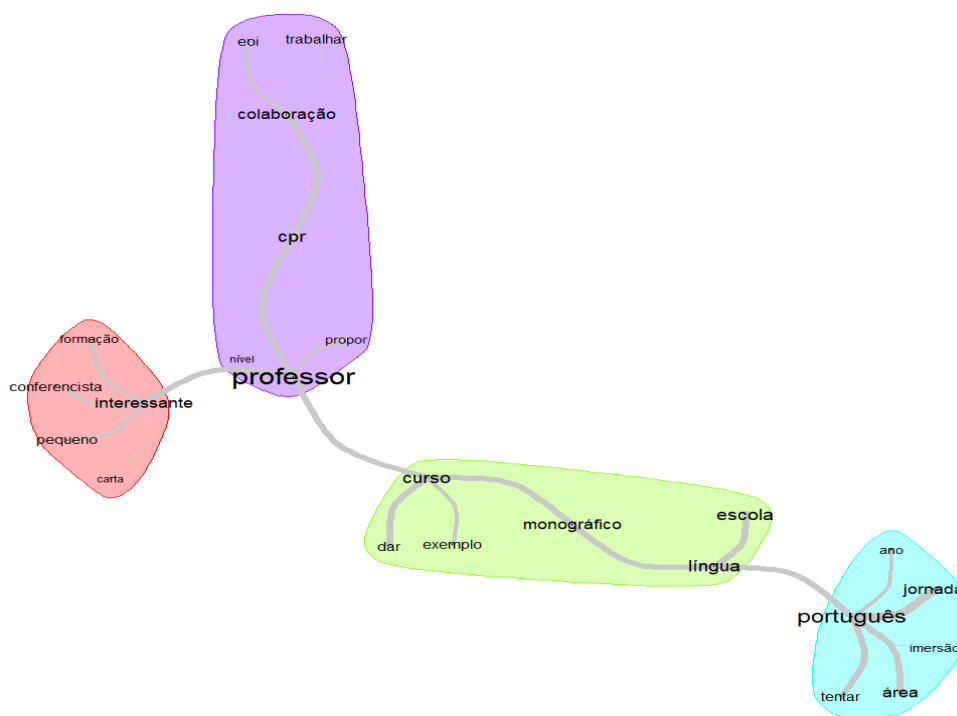 eoi
trabalhar
colaboração
cpr
propor
nível
professor
formação
conferencista
interessante
pequeno
carta
curso
dar
exemplo
monográfico
escola
língua
ano
jornada
português
imersão
tentar
área